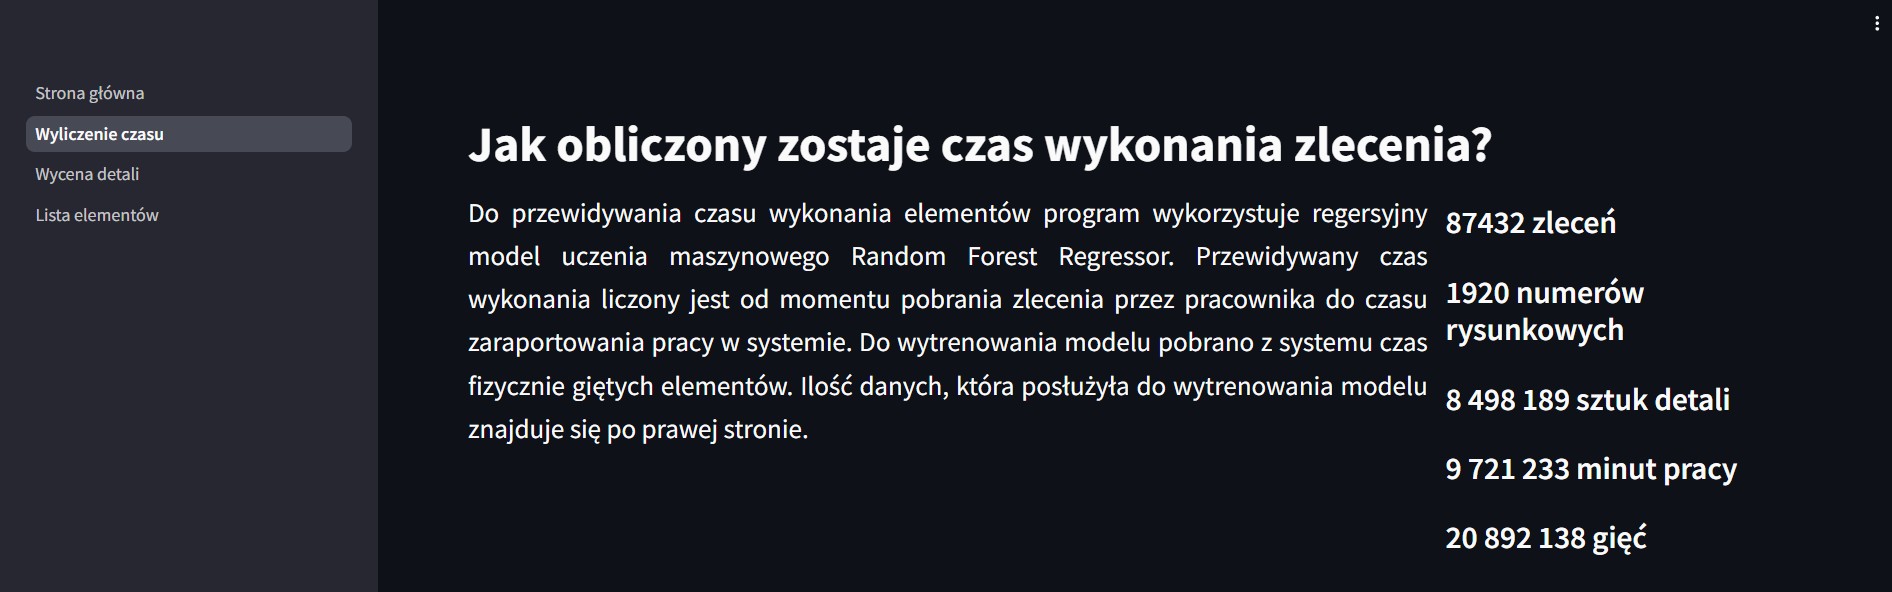 Strona główna
Wyliczenie czasu
Wycena detali
Lista elementów
Jak obliczony zostaje czas wykonania zlecenia?
Do przewidywania czasu wykonania elementów program wykorzystuje regersyjny
model uczenia maszynowego Random Forest Regressor. Przewidywany czas
wykonania liczony jest od momentu pobrania zlecenia przez pracownika do czasu
zaraportowania pracy w systemie. Do wytrenowania modelu pobrano z systemu czas
fizycznie giętych elementów. Ilość danych, która posłużyła do wytrenowania modelu
znajduje się po prawej stronie.
87432 zleceń
1920 numerów
rysunkowych
8 498 189 sztuk detali
9 721 233 minut pracy
20 892 138 gięć